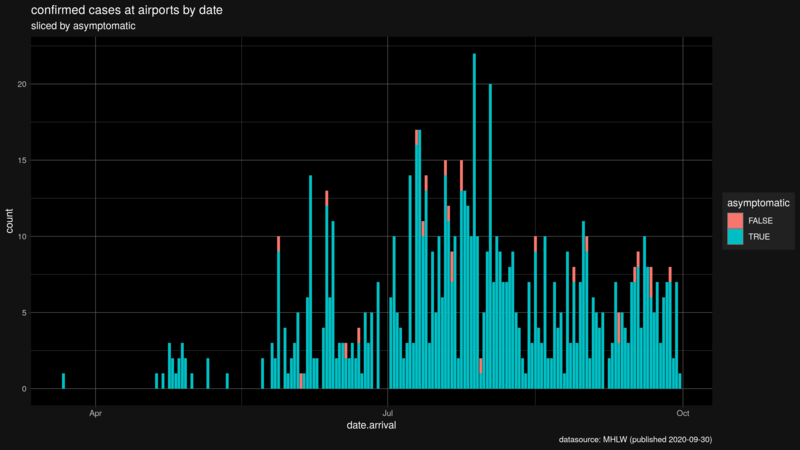 confirmed cases at airports by date
sliced by asymptomatic
count
20
15
10
5
0
Apr
Jul
Oct
date.arrival
asymptomatic
FALSE
TRUE
datasource: MHLW (published 2020-09-30)